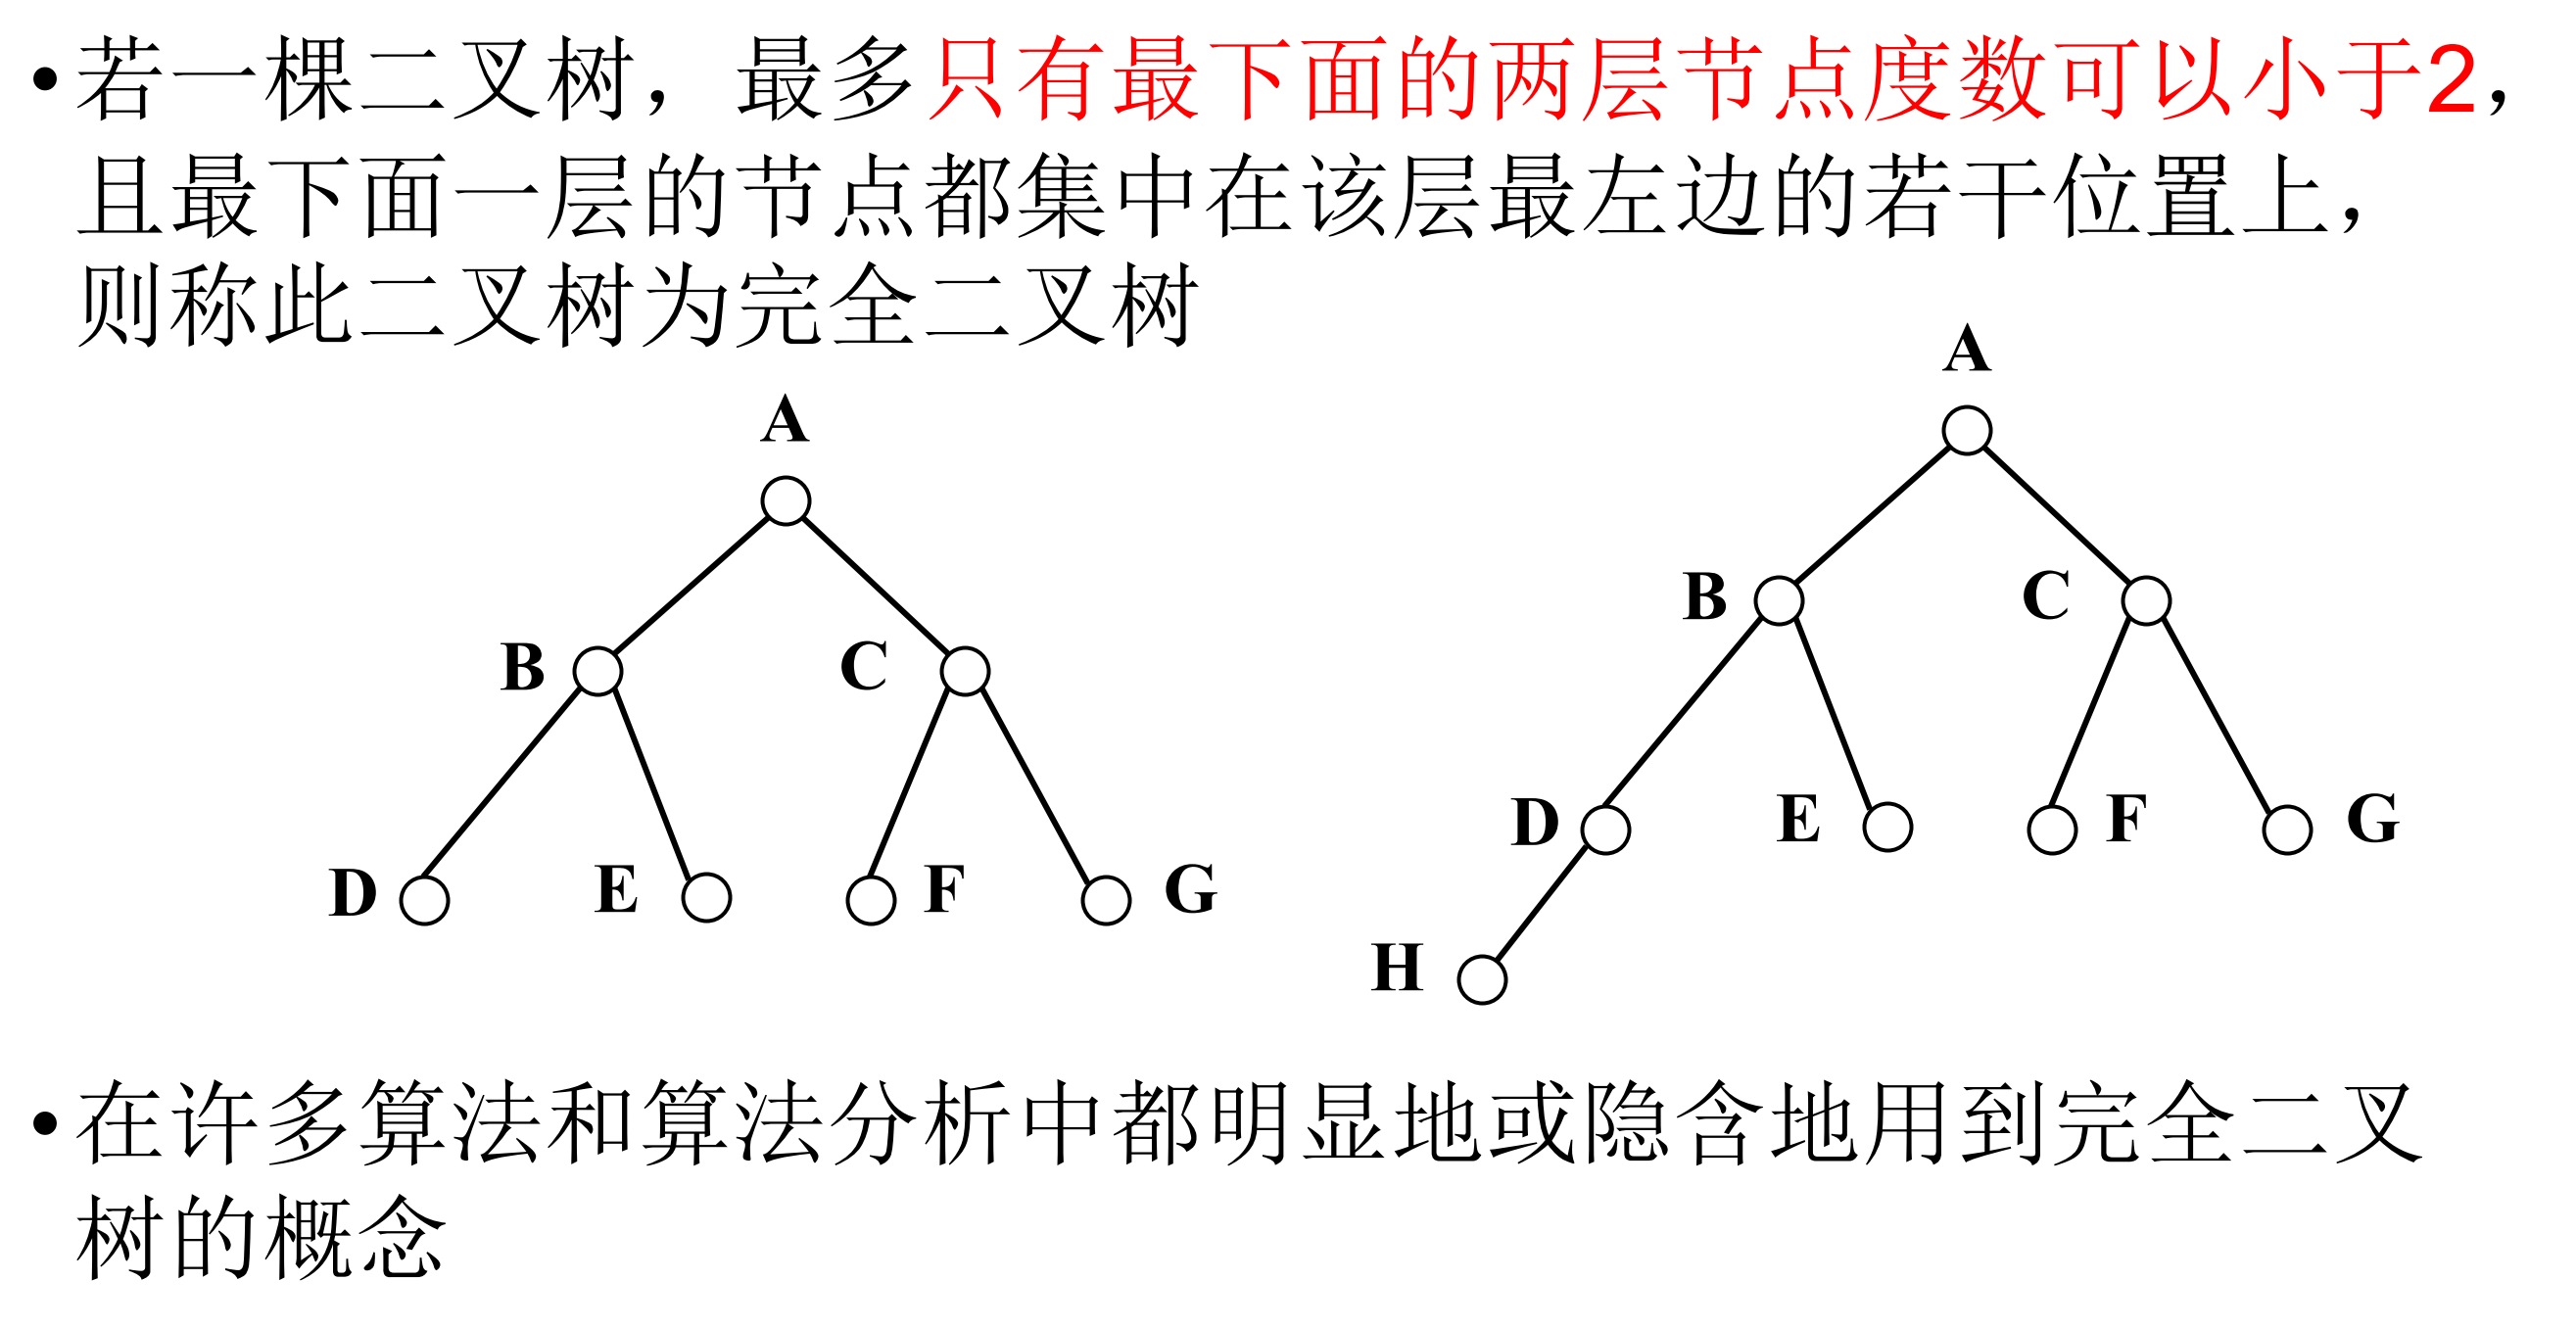 •若一棵二叉树，最多只有最下面的两层节点度数可以小于2，
且最下面一层的节点都集中在该层最左边的若干位置上，
则称此二叉树为完全二叉树
A
B
C
D
E
F
G
A
B
C
D
E
F
G
H
•在许多算法和算法分析中都明显地或隐含地用到完全二叉
树的概念